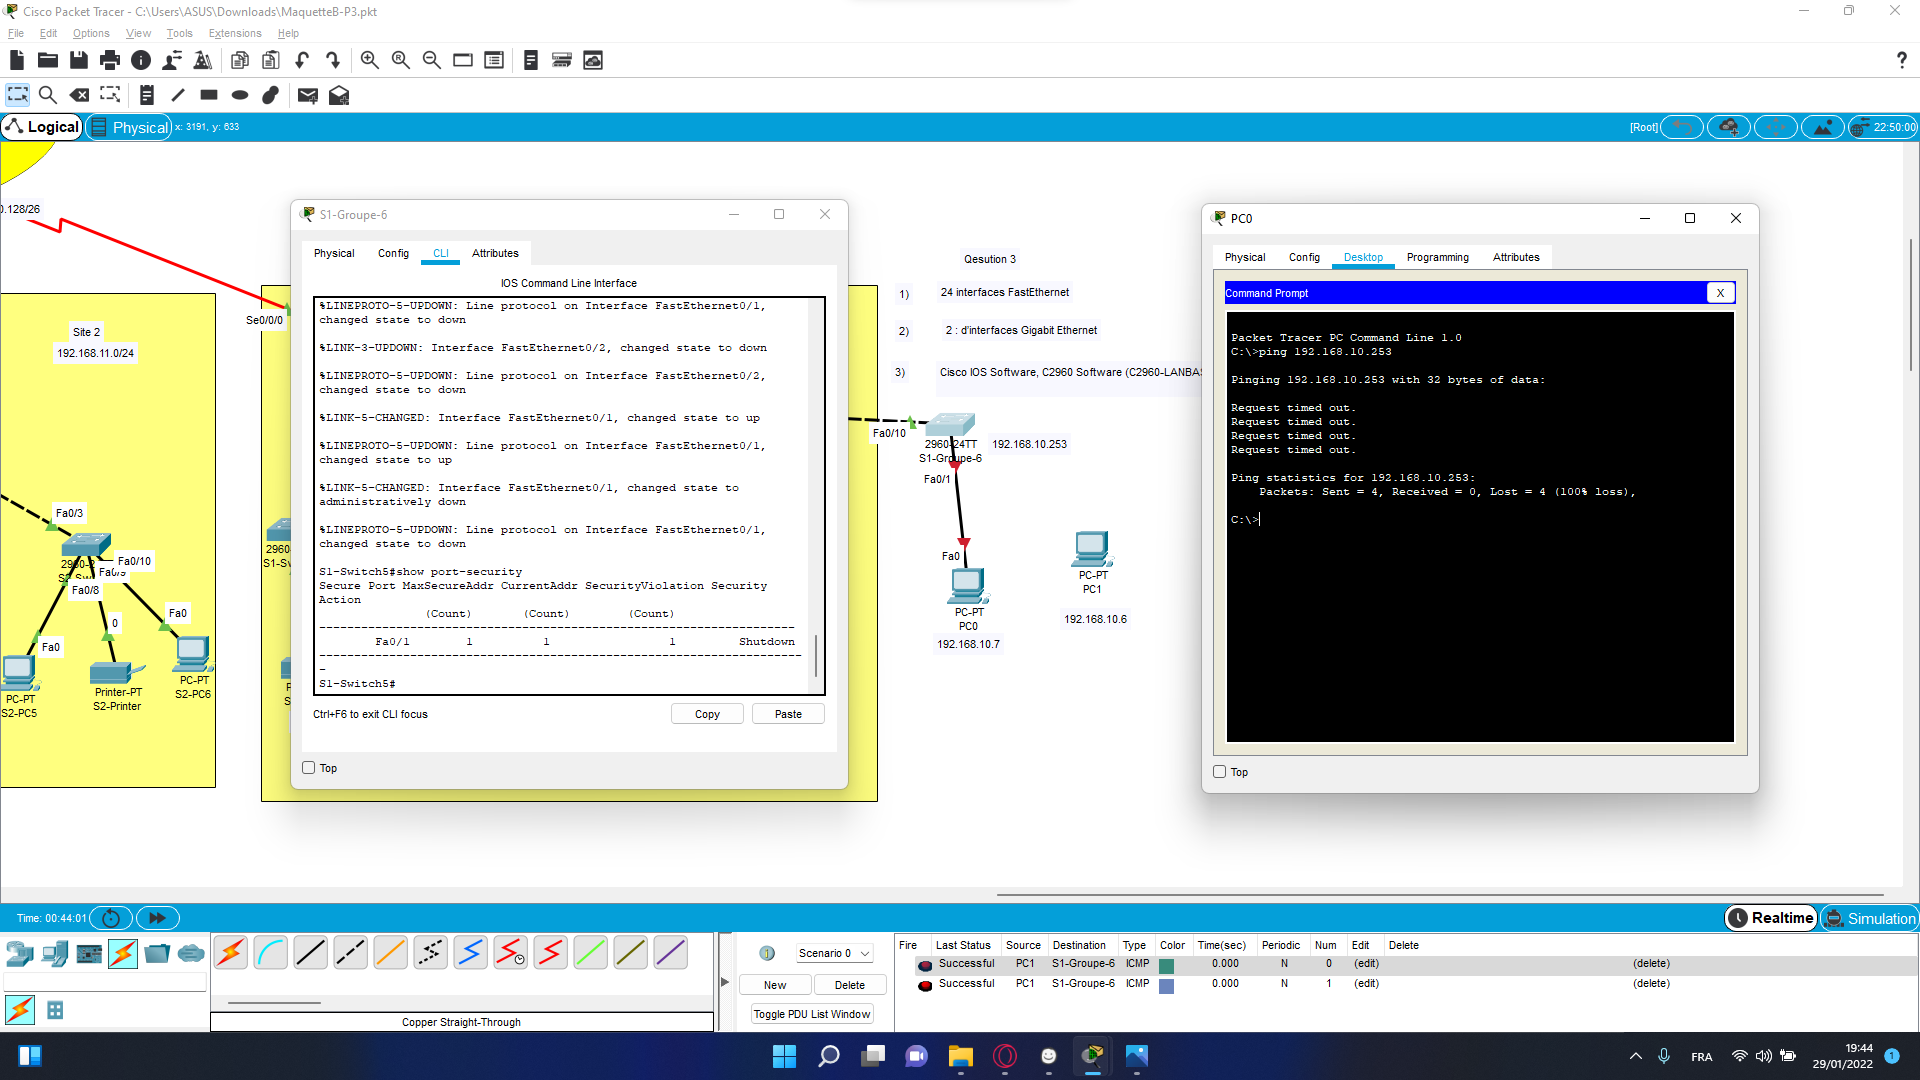 Cisco Packet Tracer - C:\Users\ASUS\Downloads\MaquetteB-P3.pkt
File Edit Options View Tools Extensions Help
Logical Physical x: 3191, y: 633 [Root] 22:50:00
0.128/26
Se0/0/0
Site 2
192.168.11.0/24
Fa0/3
Fa0/10
Fa0/8
0
Fa0
Fa0
PC-PT
S2-PC5
Printer-PT
S2-Printer
PC-PT
S2-PC6
S1-Groupe-6
Physical Config CLI Attributes
IOS Command Line Interface
%LINEPROTO-5-UPDOWN: Line protocol on Interface FastEthernet0/1,
changed state to down
%LINK-3-UPDOWN: Interface FastEthernet0/2, changed state to down
%LINEPROTO-5-UPDOWN: Line protocol on Interface FastEthernet0/2,
changed state to down
%LINK-5-CHANGED: Interface FastEthernet0/1, changed state to up
%LINEPROTO-5-UPDOWN: Line protocol on Interface FastEthernet0/1,
changed state to up
%LINK-5-CHANGED: Interface FastEthernet0/1, changed state to
administratively down
%LINEPROTO-5-UPDOWN: Line protocol on Interface FastEthernet0/1,
changed state to down
S1-Switch5#show port-security
Secure Port MaxSecureAddr CurrentAddr SecurityViolation Security
Action
(Count) (Count) (Count)
--------------------------------------------------------------------
Fa0/1 1 1 1 Shutdown
---------------------------------------------------------------------
-
S1-Switch5#
Ctrl+F6 to exit CLI focus Copy Paste
Top
Qesution 3
1) 24 interfaces FastEthernet
2) 2 : d'interfaces Gigabit Ethernet
3) Cisco IOS Software, C2960 Software (C2960-LANBAS
Fa0/10
2960-24TT
S1-Groupe-6
192.168.10.253
Fa0/1
Fa0
PC-PT
PC0
192.168.10.7
PC-PT
PC1
192.168.10.6
PC0
Physical Config Desktop Programming Attributes
Command Prompt X
Packet Tracer PC Command Line 1.0
C:\>ping 192.168.10.253
Pinging 192.168.10.253 with 32 bytes of data:
Request timed out.
Request timed out.
Request timed out.
Request timed out.
Ping statistics for 192.168.10.253:
Packets: Sent = 4, Received = 0, Lost = 4 (100% loss),
C:\>
Top
Time: 00:44:01 Realtime Simulation
Scenario 0
New Delete
Toggle PDU List Window
Copper Straight-Through
Fire Last Status Source Destination Type Color Time(sec) Periodic Num Edit Delete
Successful PC1 S1-Groupe-6 ICMP 0.000 N 0 (edit) (delete)
Successful PC1 S1-Groupe-6 ICMP 0.000 N 1 (edit) (delete)
FRA
19:44
29/01/2022
1